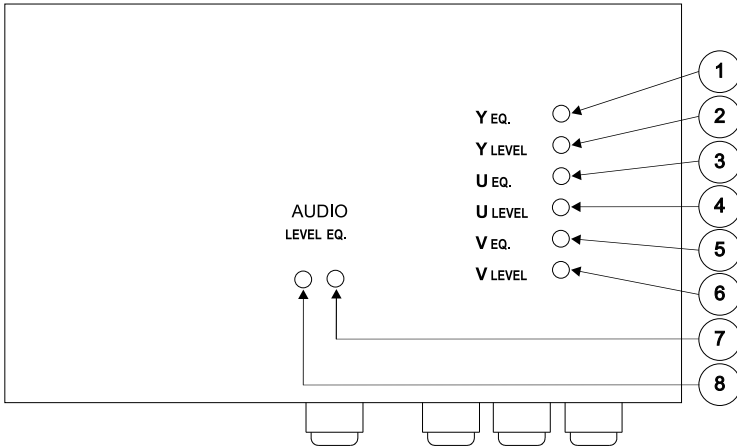 Y EQ.
Y LEVEL
U EQ.
U LEVEL
V EQ.
V LEVEL
AUDIO
LEVEL EQ.
1
2
3
4
5
6
7
8